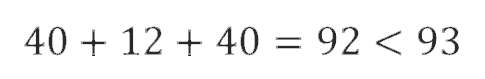 40 + 12 + 40 = 92 < 93